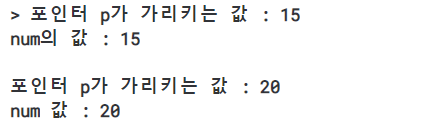 > 포인터 p가 가리키는 값 : 15
num의 값 : 15
포인터 p가 가리키는 값 : 20
num 값 : 20